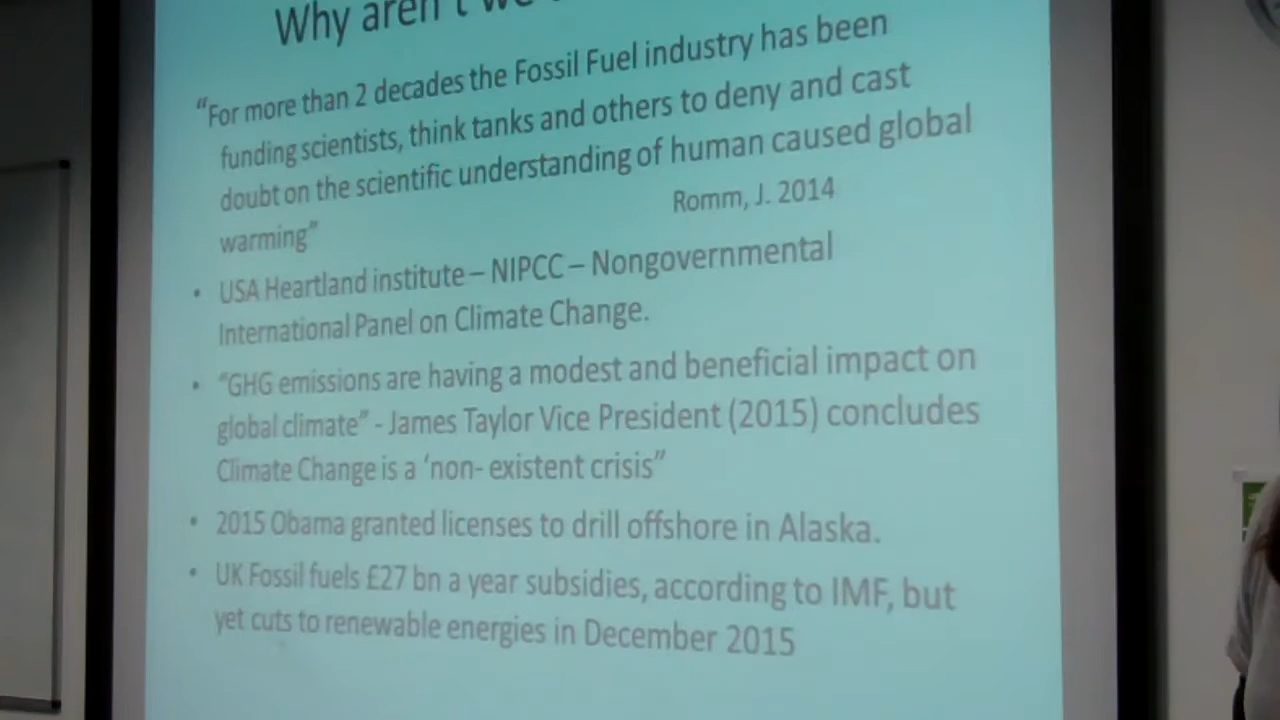 Why aren't we
“For more than 2 decades the Fossil Fuel industry has been
funding scientists, think tanks and others to deny and cast
doubt on the scientific understanding of human caused global
warming”
Romm, J. 2014
• USA Heartland institute – NIPCC – Nongovernmental
International Panel on Climate Change.
• “GHG emissions are having a modest and beneficial impact on
global climate” - James Taylor Vice President (2015) concludes
Climate Change is a ‘non- existent crisis”
• 2015 Obama granted licenses to drill offshore in Alaska.
• UK Fossil fuels £27 bn a year subsidies, according to IMF, but
yet cuts to renewable energies in December 2015